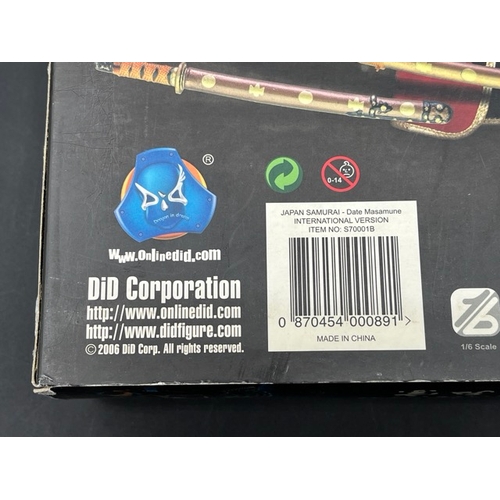 DiD
®
www.onlinedid.com
DiD Corporation
http://www.onlinedid.com
http://www.didfigure.com
© 2006 DiD Corp. All rights reserved.
0-14
JAPAN SAMURAI - Date Masamune
INTERNATIONAL VERSION
ITEM NO: S70001B
0 870454 000891 >
MADE IN CHINA
1/6 Scale